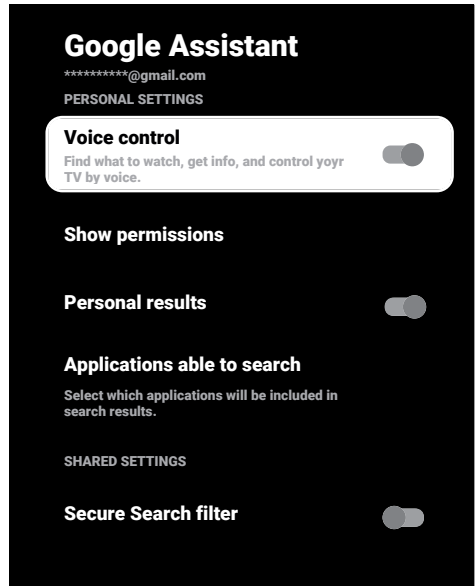 Google Assistant
**********@gmail.com
PERSONAL SETTINGS
Voice control
Find what to watch, get info, and control yoyr
TV by voice.
Show permissions
Personal results
Applications able to search
Select which applications will be included in
search results.
SHARED SETTINGS
Secure Search filter